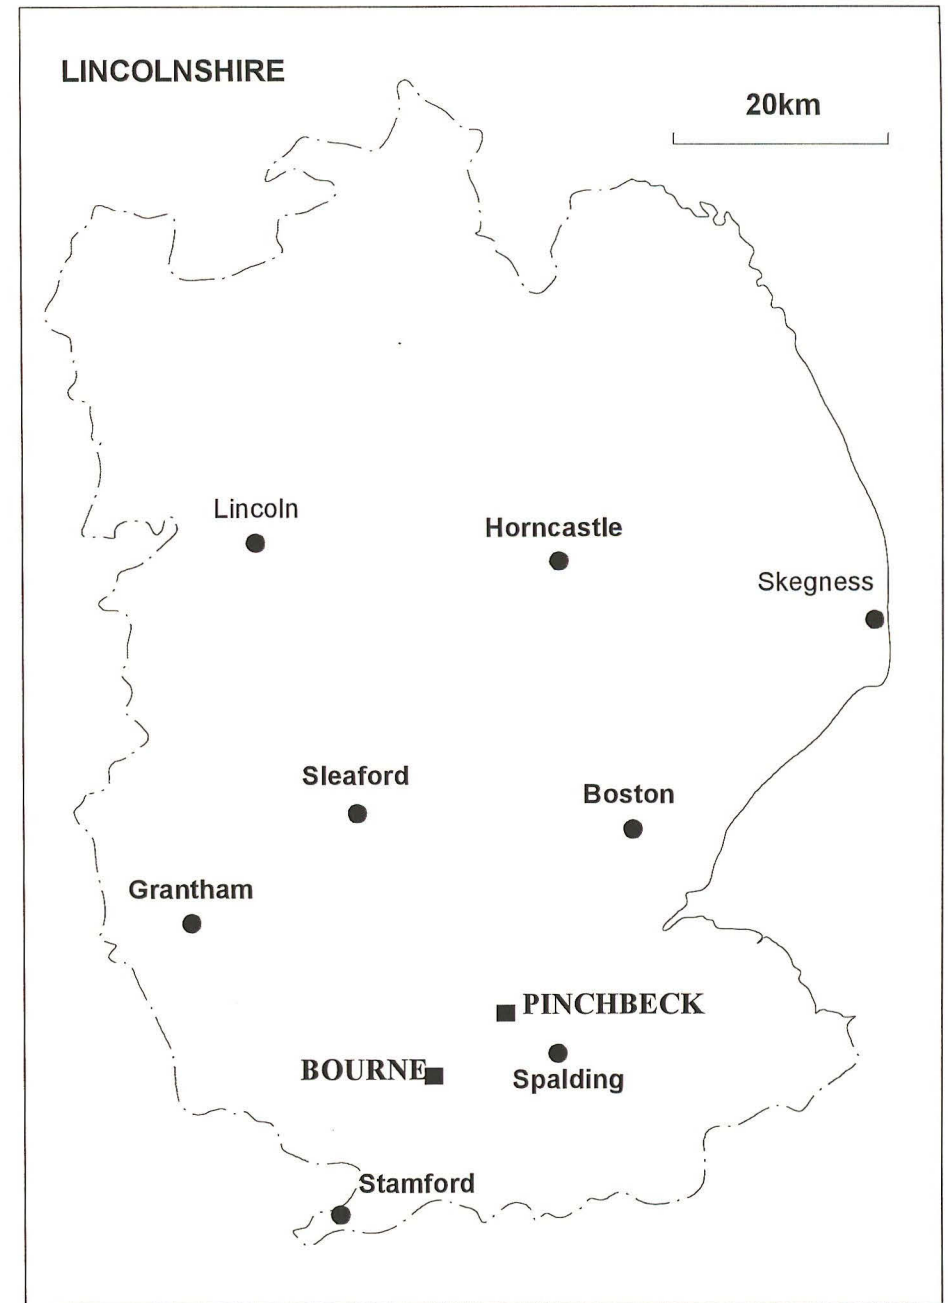 LINCOLNSHIRE
20km
Lincoln
Horncastle
Skegness
Sleaford
Boston
Grantham
PINCHBECK
BOURNE
Spalding
Stamford